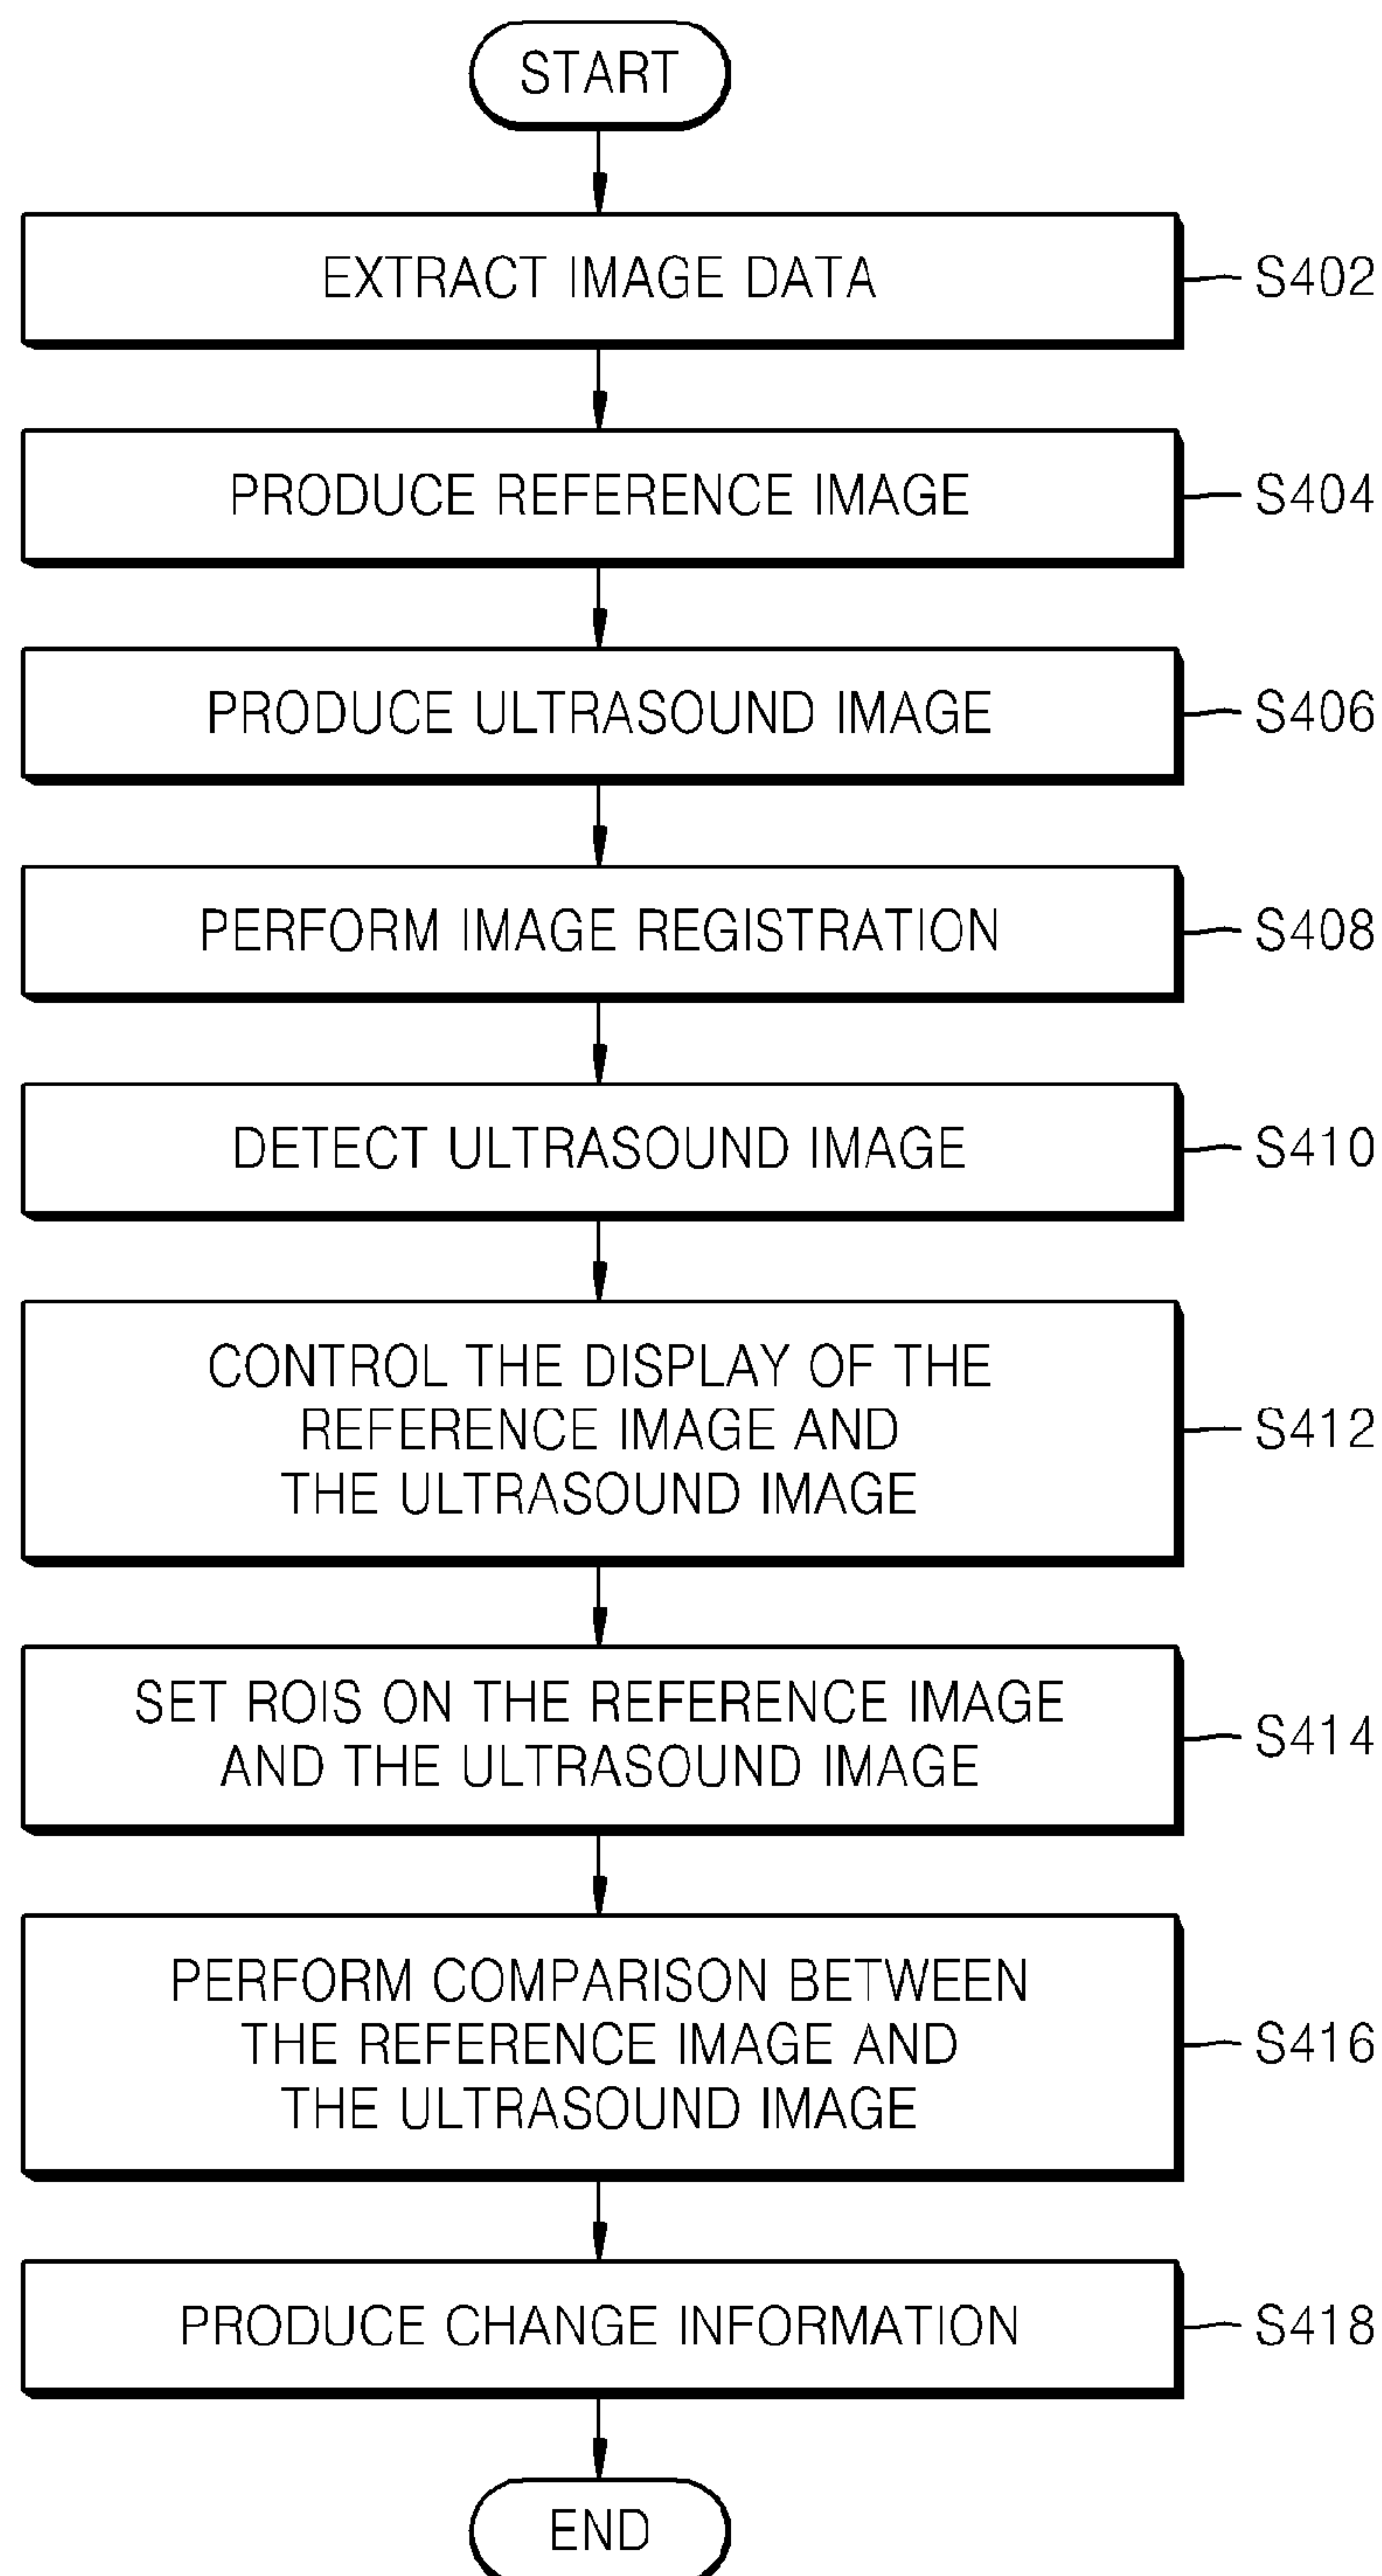 START
EXTRACT IMAGE DATA
S402
PRODUCE REFERENCE IMAGE
S404
PRODUCE ULTRASOUND IMAGE
S406
PERFORM IMAGE REGISTRATION
S408
DETECT ULTRASOUND IMAGE
S410
CONTROL THE DISPLAY OF THE
REFERENCE IMAGE AND
THE ULTRASOUND IMAGE
S412
SET ROIS ON THE REFERENCE IMAGE
AND THE ULTRASOUND IMAGE
S414
PERFORM COMPARISON BETWEEN
THE REFERENCE IMAGE AND
THE ULTRASOUND IMAGE
S416
PRODUCE CHANGE INFORMATION
S418
END